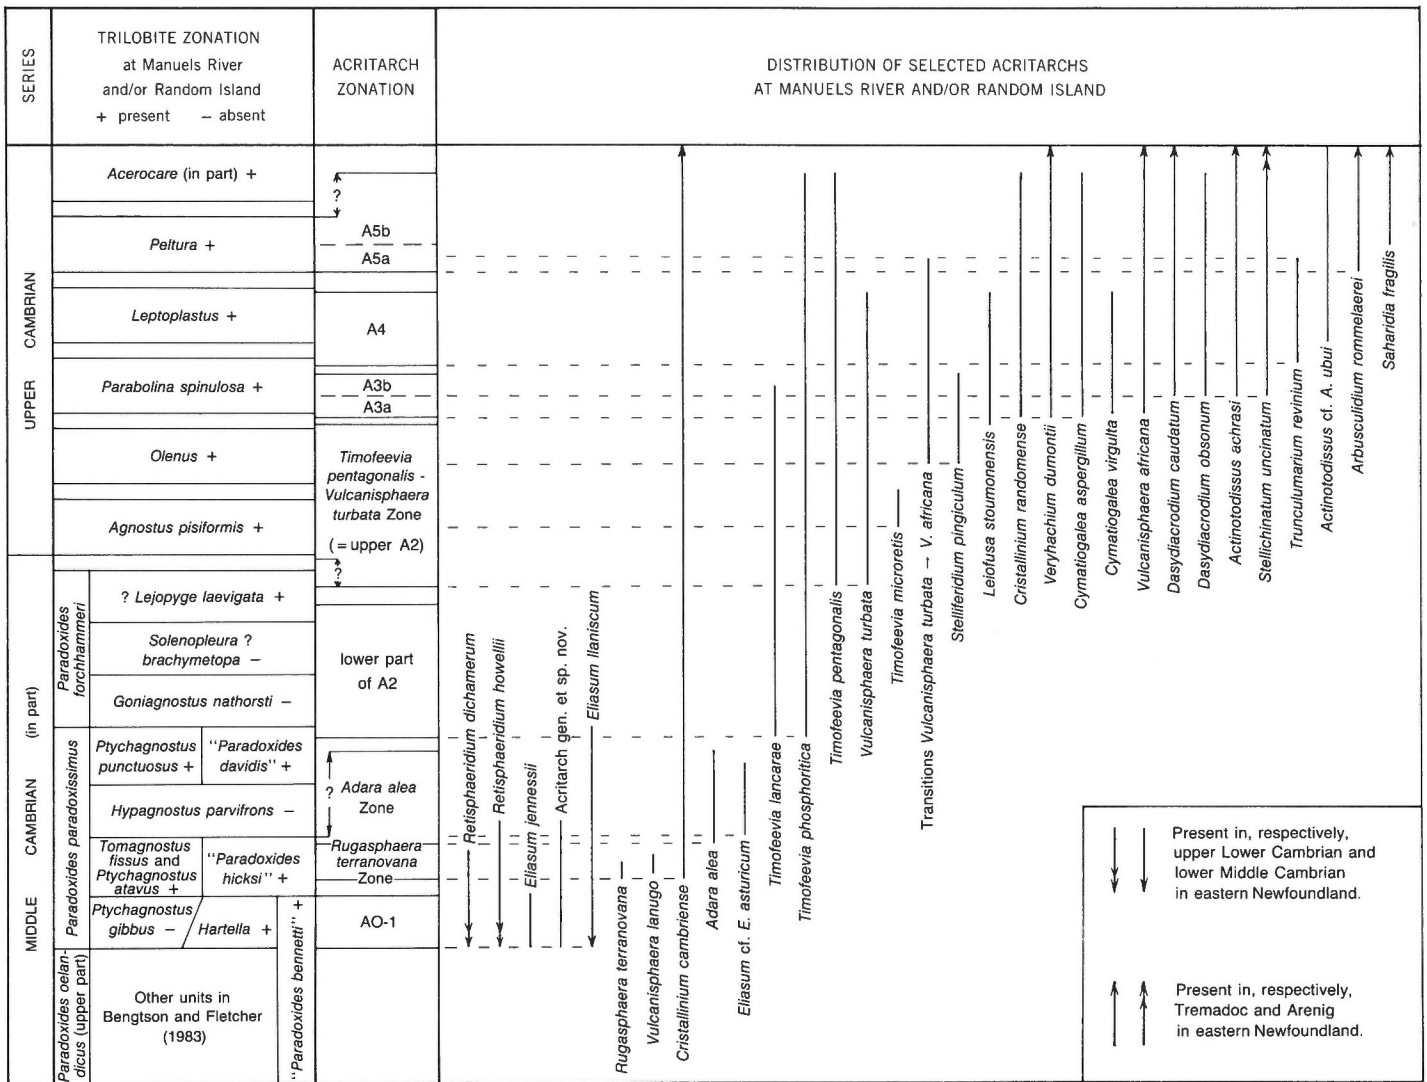 SERIES
TRILOBITE ZONATION
at Manuels River
and/or Random Island
+ present – absent
ACRITARCH
ZONATION
DISTRIBUTION OF SELECTED ACRITARCHS
AT MANUELS RIVER AND/OR RANDOM ISLAND
UPPER CAMBRIAN
MIDDLE CAMBRIAN (in part)
Acerocare (in part) +
Peltura +
Leptoplastus +
Parabolina spinulosa +
Olenus +
Agnostus pisiformis +
Paradoxides
forchhammeri
? Lejopyge laevigata +
Solenopleura ?
brachymetopa –
Goniagnostus nathorsti –
Paradoxides paradoxissimus
Ptychagnostus
punctuosus +
"Paradoxides
davidis" +
Hypagnostus parvifrons –
Tomagnostus
fissus and
Ptychagnostus
atavus +
"Paradoxides
hicksi" +
Ptychagnostus
gibbus –
Hartella +
"Paradoxides bennetti" +
Paradoxides oelan-
dicus (upper part)
Other units in
Bengtson and Fletcher
(1983)
?
A5b
A5a
A4
A3b
A3a
Timofeevia
pentagonalis -
Vulcanisphaera
turbata Zone
(= upper A2)
?
lower part
of A2
?
Adara alea
Zone
Rugasphaera
terranovana
Zone
AO-1
Retisphaeridium dichamerum
Retisphaeridium howellii
Eliasum jennessii
Acritarch gen. et sp. nov.
Eliasum llaniscum
Rugasphaera terranovana
Vulcanisphaera lanugo
Cristallinium cambriense
Adara alea
Eliasum cf. E. asturicum
Timofeevia lancarae
Timofeevia phosphoritica
Timofeevia pentagonalis
Vulcanisphaera turbata
Timofeevia microretis
Transitions Vulcanisphaera turbata → V. africana
Stelliferidium pingiculum
Leiofusa stoumonensis
Cristallinium randomense
Veryhachium dumontii
Cymatiogalea aspergillum
Cymatiogalea virgulta
Vulcanisphaera africana
Dasydiacrodium caudatum
Dasydiacrodium obsonum
Actinotodissus achrasi
Stellichinatum uncinatum
Trunculumarium revinium
Actinotodissus cf. A. ubui
Arbusculidium rommelaerei
Saharidia fragilis
Present in, respectively,
upper Lower Cambrian and
lower Middle Cambrian
in eastern Newfoundland.
Present in, respectively,
Tremadoc and Arenig
in eastern Newfoundland.